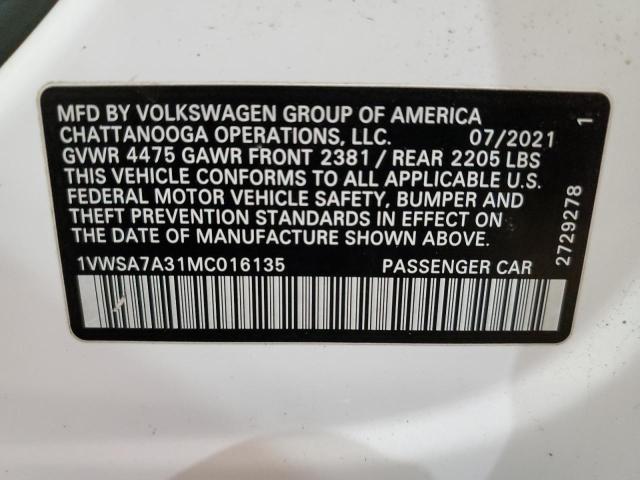 MFD BY VOLKSWAGEN GROUP OF AMERICA
CHATTANOOGA OPERATIONS, LLC. 07/2021
GVWR 4475 GAWR FRONT 2381 / REAR 2205 LBS
THIS VEHICLE CONFORMS TO ALL APPLICABLE U.S.
FEDERAL MOTOR VEHICLE SAFETY, BUMPER AND
THEFT PREVENTION STANDARDS IN EFFECT ON
THE DATE OF MANUFACTURE SHOWN ABOVE.
1VWSA7A31MC016135 PASSENGER CAR
2729278 1